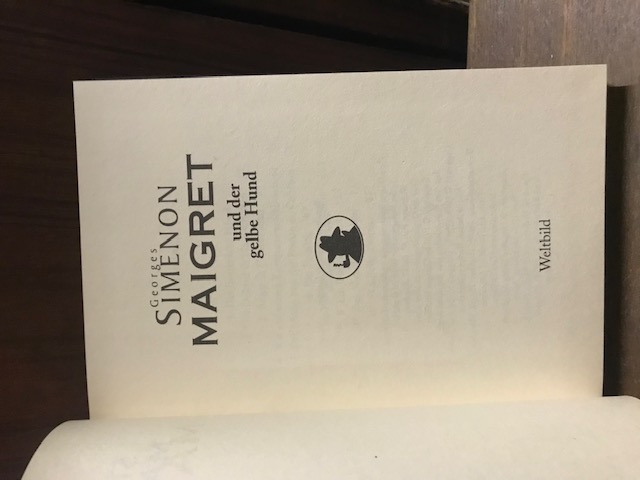 Georges
SIMENON
MAIGRET
und der
gelbe Hund
Weltbild